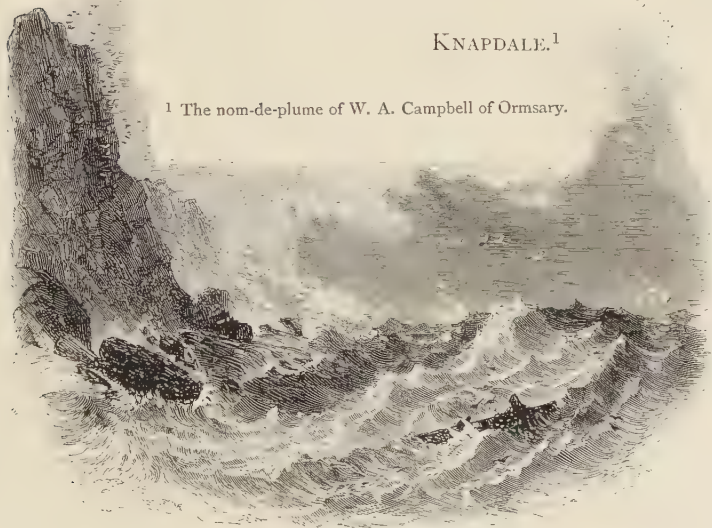 KNAPDALE.¹
¹ The nom-de-plume of W. A. Campbell of Ormsary.